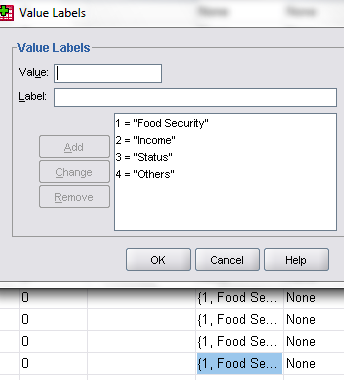 Value Labels
Value Labels
Value:
Label:
1 = "Food Security"
2 = "Income"
3 = "Status"
4 = "Others"
Add
Change
Remove
OK Cancel Help
0 {1, Food Se... None
0 {1, Food Se... None
0 {1, Food Se... None
0 {1, Food Se... None